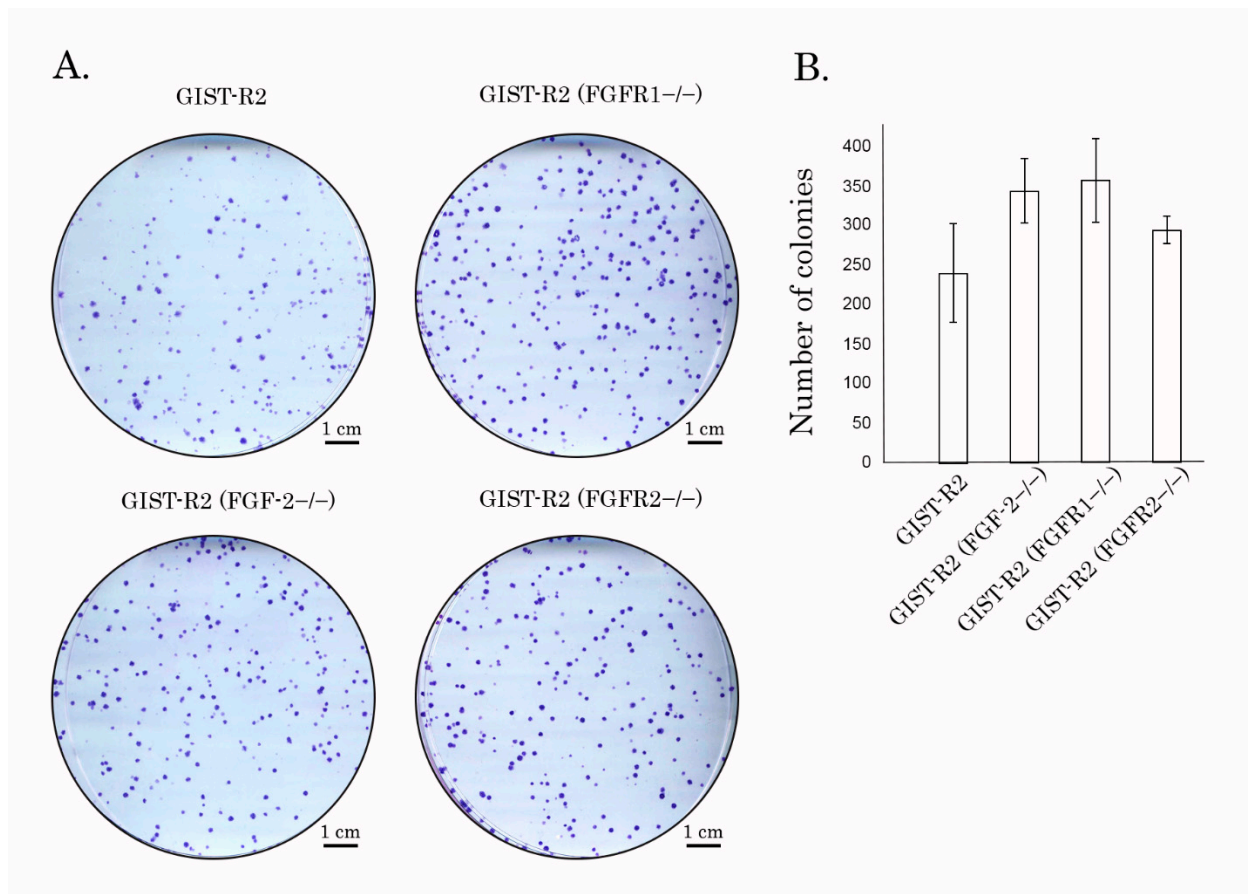 A.
GIST-R2
GIST-R2 (FGFR1−/−)
1 cm
1 cm
GIST-R2 (FGF-2−/−)
GIST-R2 (FGFR2−/−)
1 cm
1 cm
B.
Number of colonies
400
350
300
250
200
150
100
50
0
GIST-R2
GIST-R2 (FGF-2−/−)
GIST-R2 (FGFR1−/−)
GIST-R2 (FGFR2−/−)